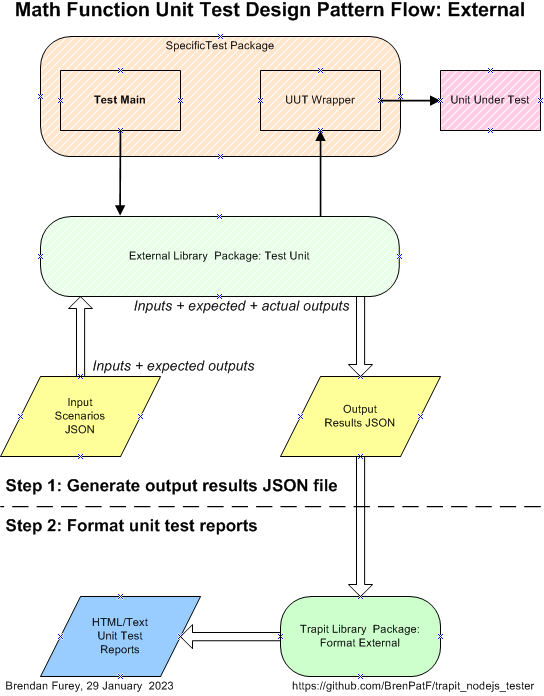 Math Function Unit Test Design Pattern Flow: External
SpecificTest Package
Test Main
UUT Wrapper
Unit Under Test
External Library  Package: Test Unit
Inputs + expected + actual outputs
Inputs + expected outputs
Input
Scenarios
JSON
Output
Results JSON
Step 1: Generate output results JSON file
Step 2: Format unit test reports
HTML/Text
Unit Test
Reports
Trapit Library  Package:
Format External
Brendan Furey, 29 January  2023
https://github.com/BrenPatF/trapit_nodejs_tester